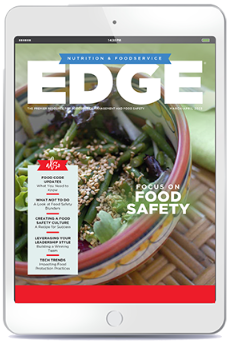 NUTRITION & FOODSERVICE
EDGE
FOCUS ON
FOOD
SAFETY
also
FOOD CODE
UPDATES
What You Need to
Know
WHAT NOT TO DO
A Look at Food Safety
Blunders
CREATING A FOOD
SAFETY CULTURE
A Recipe for Success
LEVERAGING YOUR
LEADERSHIP STYLE
Building a Winning
Team
TECH TRENDS
Impacting Food
Protection Practices